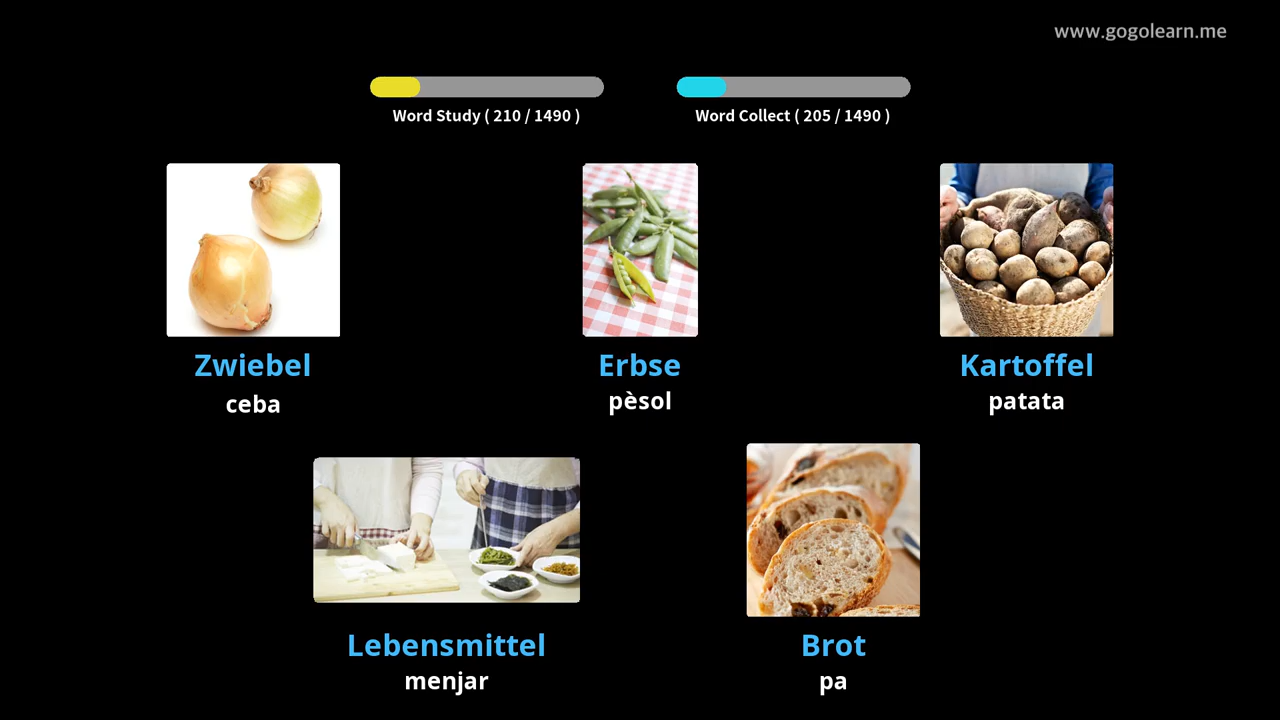 www.gogolearn.me
Word Study ( 210 / 1490 )
Word Collect ( 205 / 1490 )
Zwiebel
ceba
Erbse
pèsol
Kartoffel
patata
Lebensmittel
menjar
Brot
pa